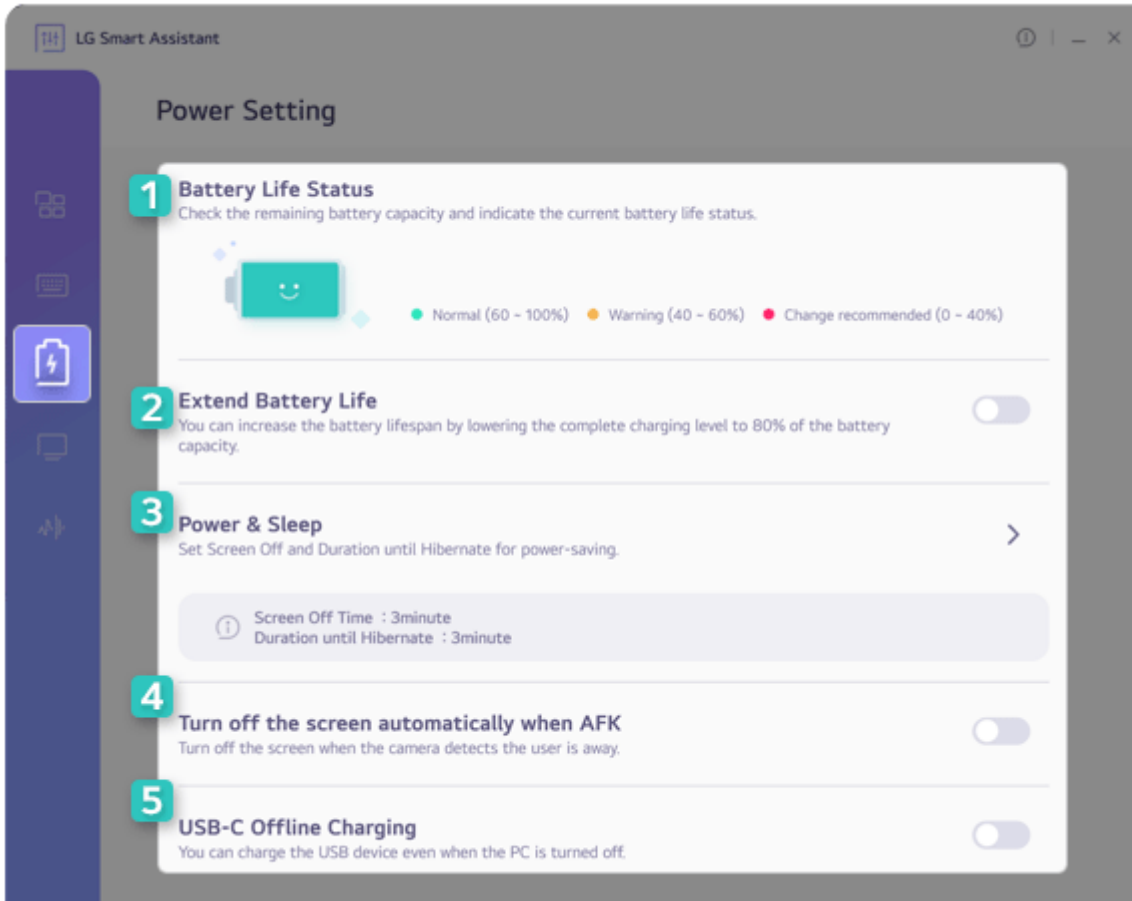 LG Smart Assistant
Power Setting
1
Battery Life Status
Check the remaining battery capacity and indicate the current battery life status.
Normal (60 ~ 100%) Warning (40 ~ 60%) Change recommended (0 ~ 40%)
2
Extend Battery Life
You can increase the battery lifespan by lowering the complete charging level to 80% of the battery
capacity.
3
Power & Sleep
Set Screen Off and Duration until Hibernate for power-saving.
Screen Off Time : 3minute
Duration until Hibernate : 3minute
4
Turn off the screen automatically when AFK
Turn off the screen when the camera detects the user is away.
5
USB-C Offline Charging
You can charge the USB device even when the PC is turned off.